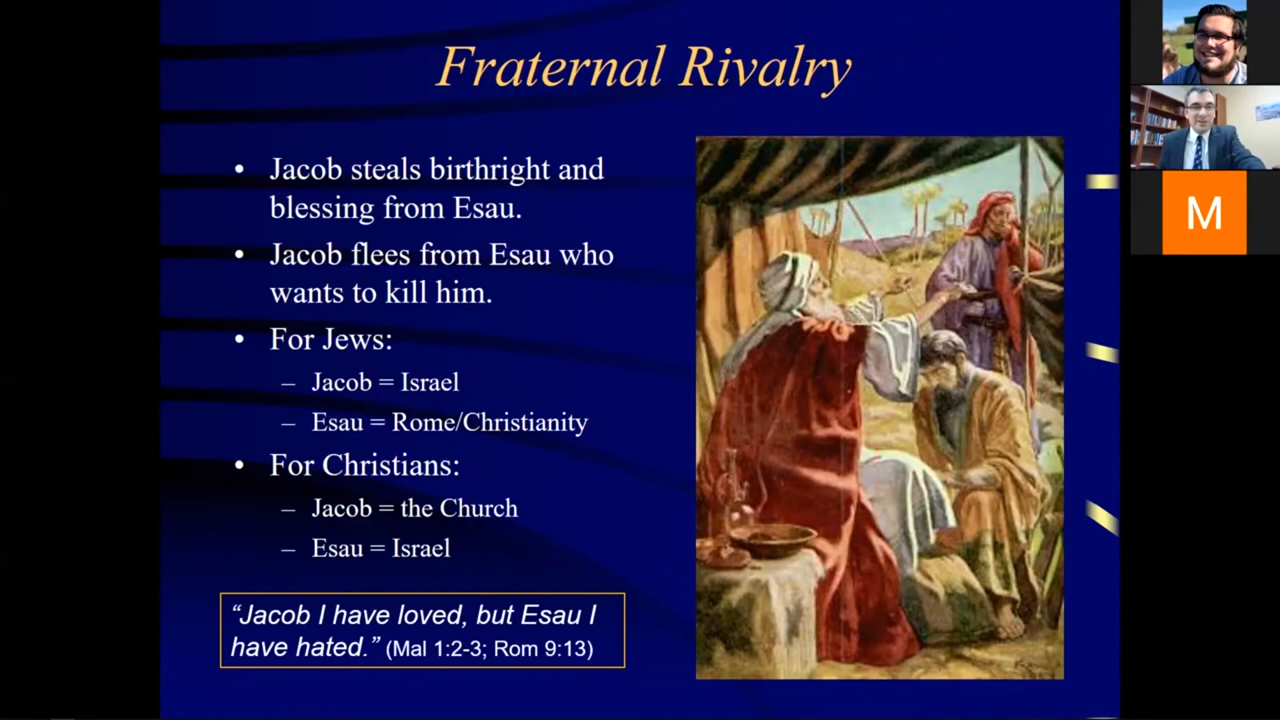 Fraternal Rivalry
• Jacob steals birthright and
blessing from Esau.
• Jacob flees from Esau who
wants to kill him.
• For Jews:
– Jacob = Israel
– Esau = Rome/Christianity
• For Christians:
– Jacob = the Church
– Esau = Israel
“Jacob I have loved, but Esau I
have hated.” (Mal 1:2-3; Rom 9:13)
M